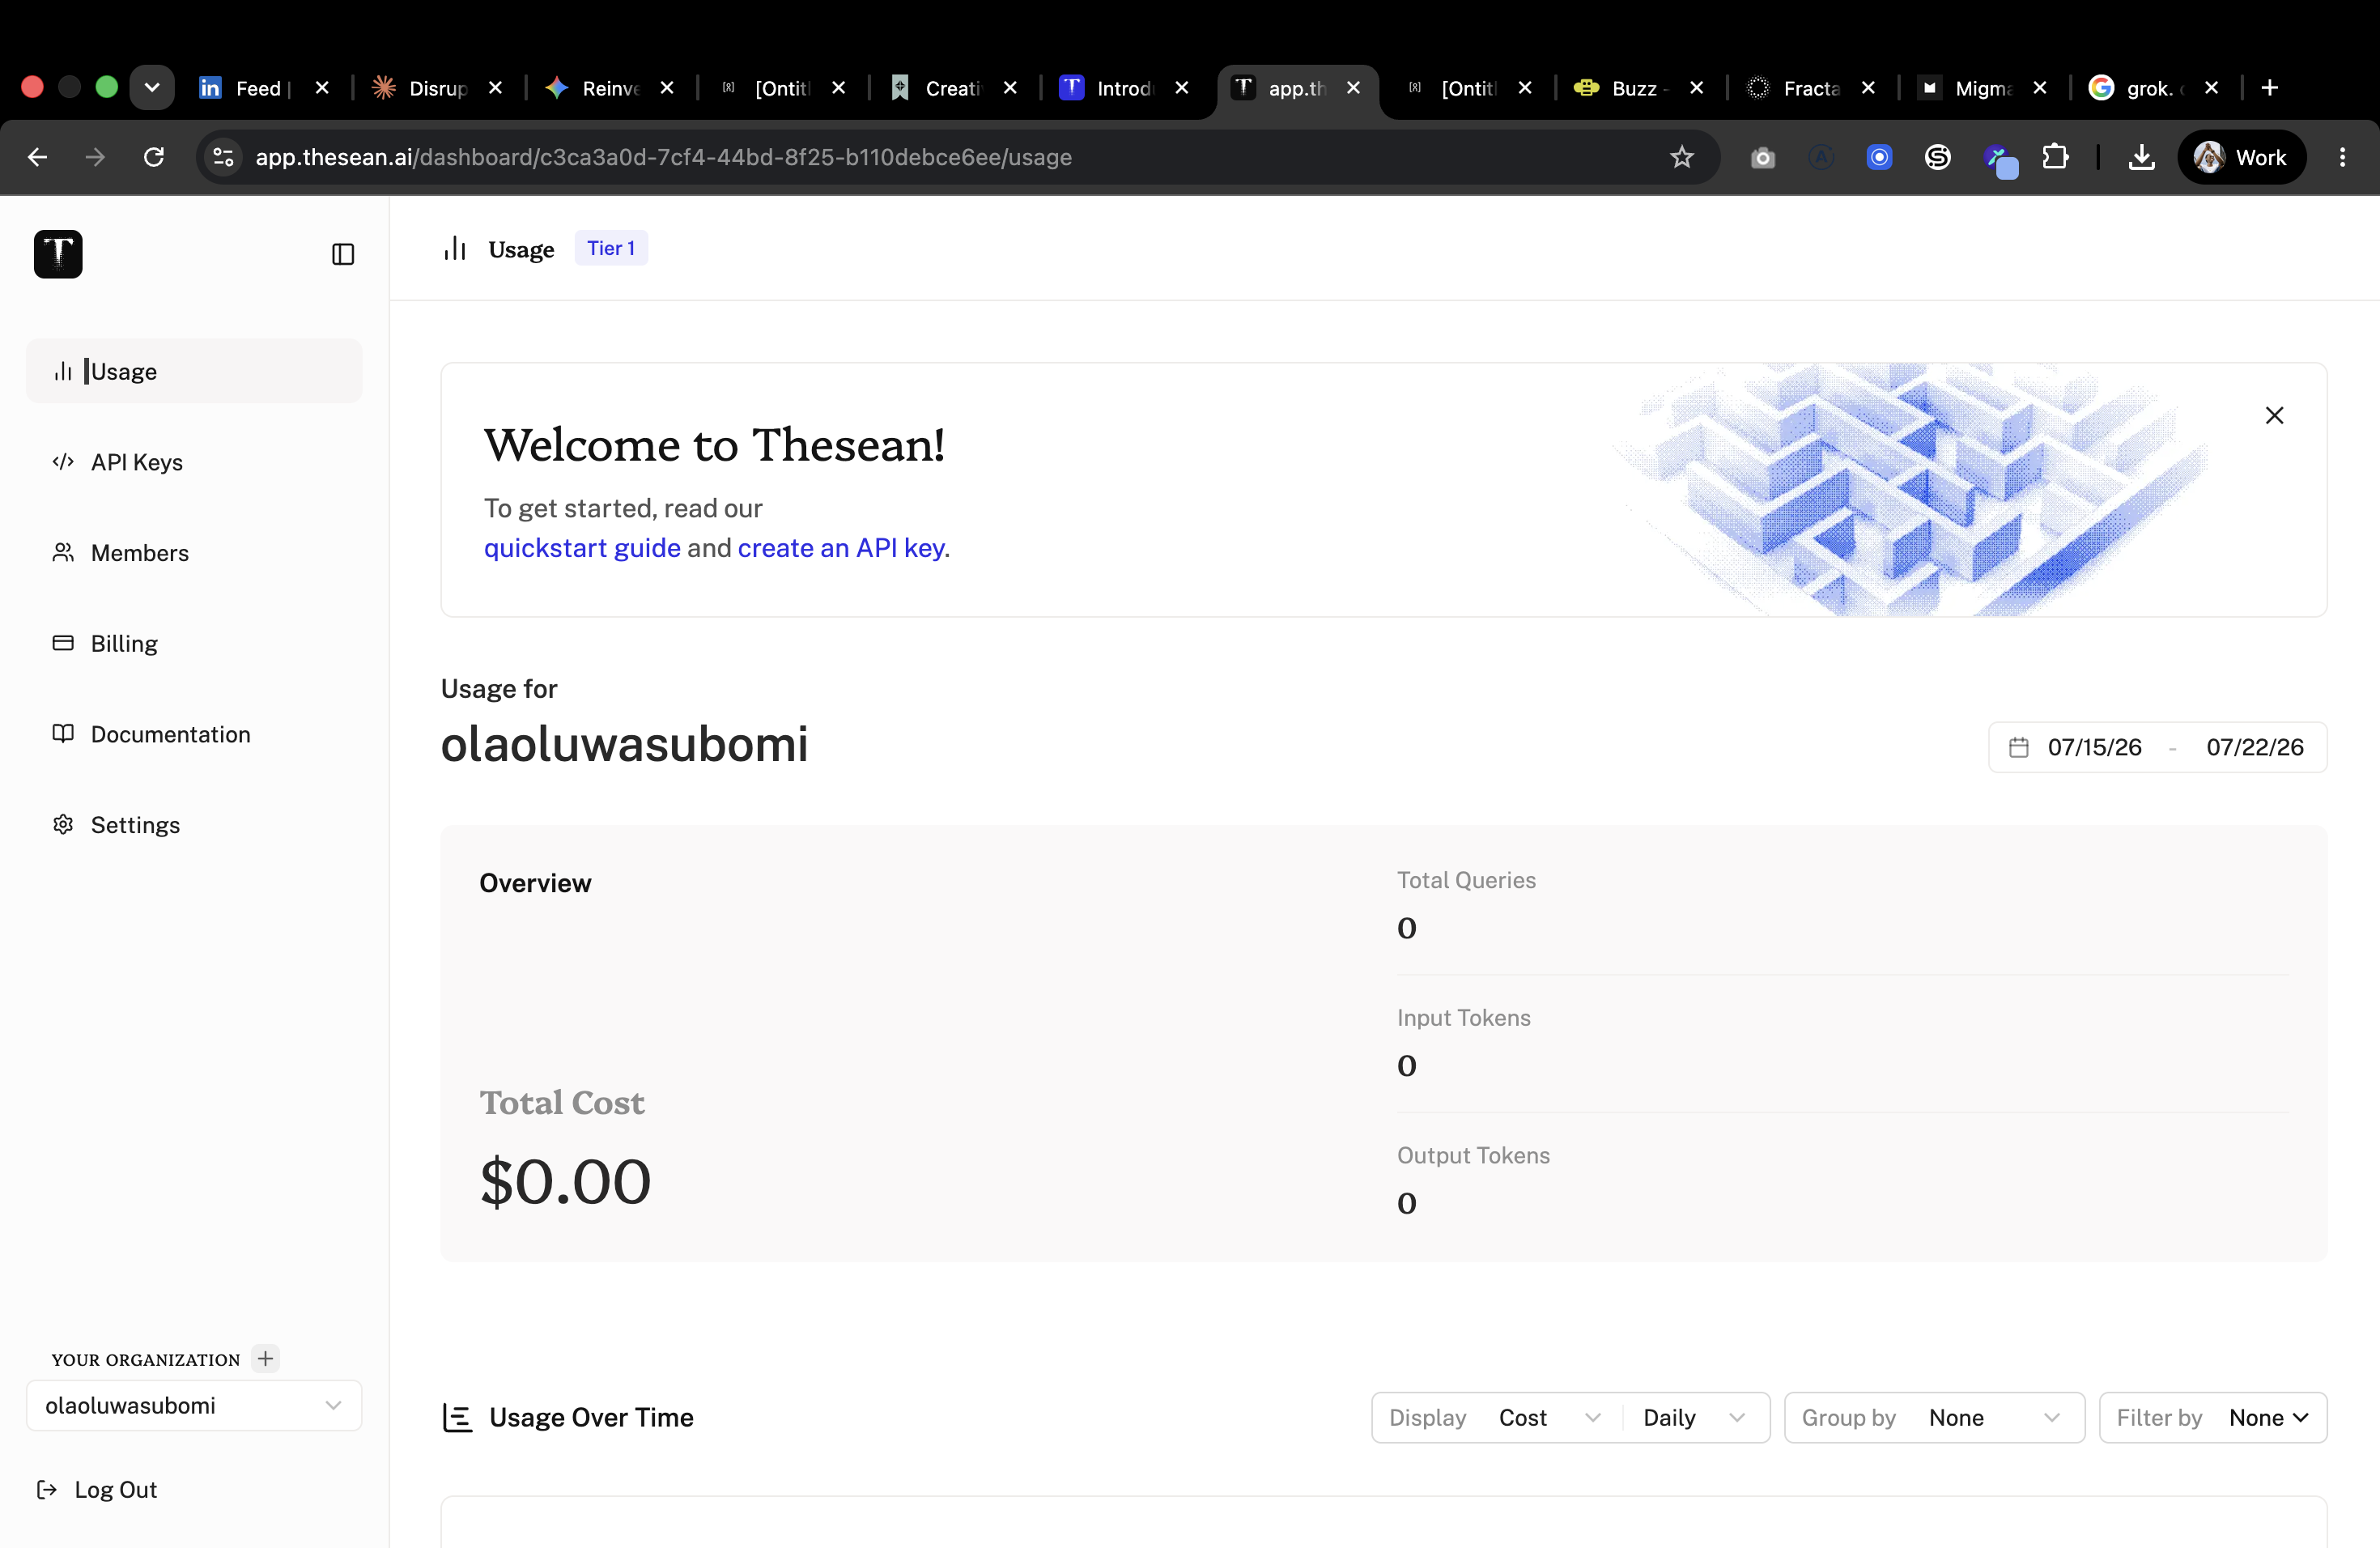 Feed |
Disrup
Reinve
[Ontitl
Creativ
Introdu
app.th
[Ontitl
Buzz -
Fracta
Migma
grok.
app.thesean.ai/dashboard/c3ca3a0d-7cf4-44bd-8f25-b110debce6ee/usage
Work
T
Usage
Tier 1
Usage
API Keys
Members
Billing
Documentation
Settings
Welcome to Thesean!
To get started, read our
quickstart guide and create an API key.
Usage for
olaoluwasubomi
07/15/26 - 07/22/26
Overview
Total Queries
0
Input Tokens
0
Total Cost
$0.00
Output Tokens
0
YOUR ORGANIZATION
olaoluwasubomi
Log Out
Usage Over Time
Display Cost Daily
Group by None
Filter by None